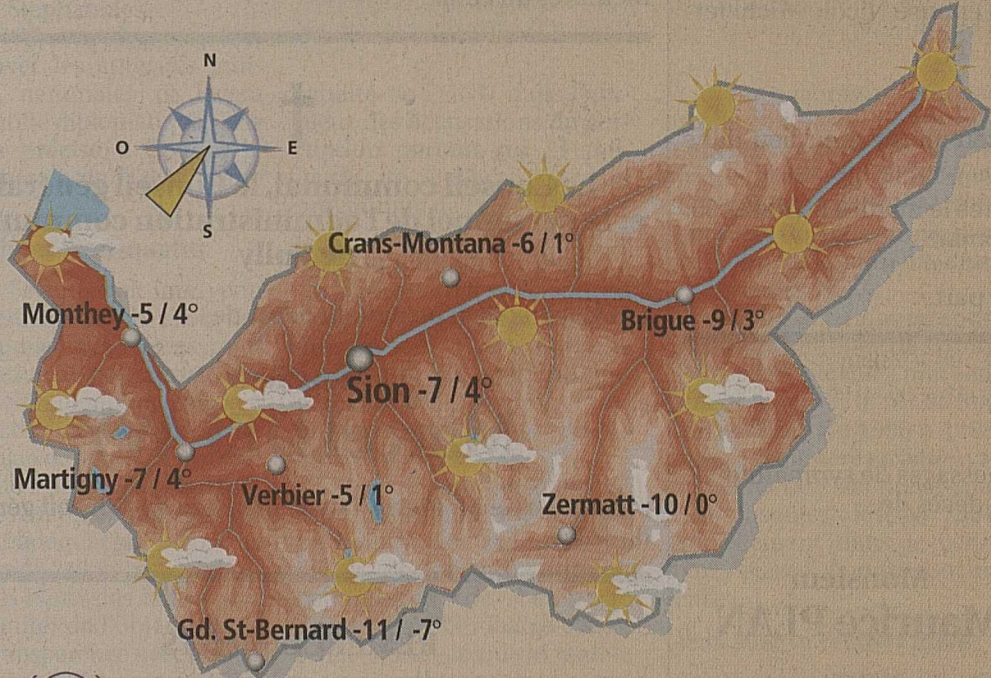 N
O E
S
Crans-Montana -6 / 1°
Monthey -5 / 4°
Brigue -9 / 3°
Sion -7 / 4°
Martigny -7 / 4°
Verbier -5 / 1°
Zermatt -10 / 0°
Gd. St-Bernard -11 / -7°